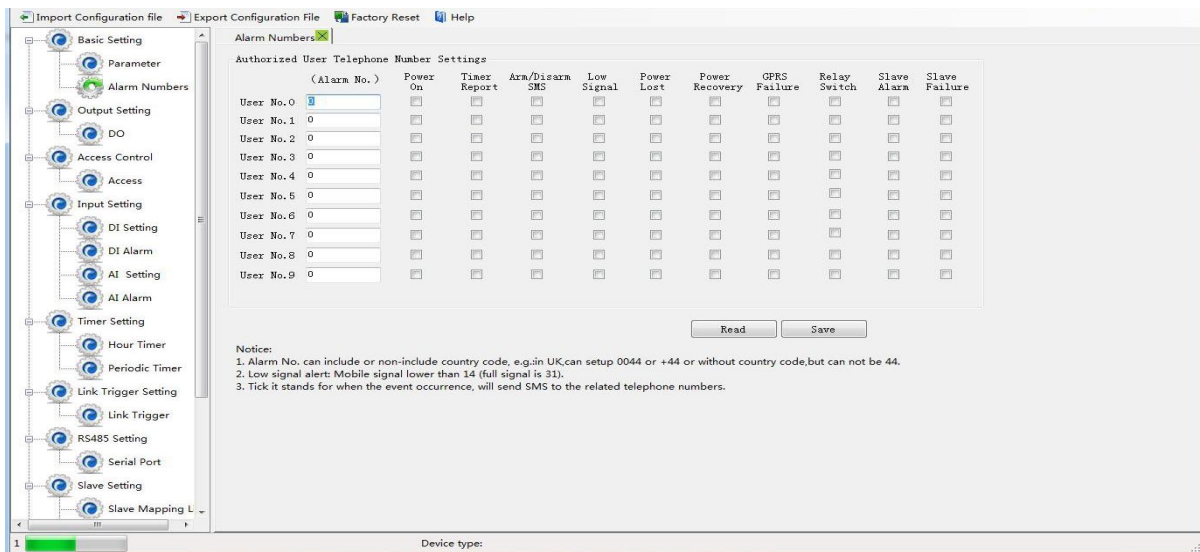 Import Configuration file Export Configuration File Factory Reset Help
Basic Setting
Parameter
Alarm Numbers
Output Setting
DO
Access Control
Access
Input Setting
DI Setting
DI Alarm
AI Setting
AI Alarm
Timer Setting
Hour Timer
Periodic Timer
Link Trigger Setting
Link Trigger
RS485 Setting
Serial Port
Slave Setting
Slave Mapping L
Alarm Numbers
Authorized User Telephone Number Settings
(Alarm No.) Power On Timer Report Arm/Disarm SMS Low Signal Power Lost Power Recovery GPRS Failure Relay Switch Slave Alarm Slave Failure
User No.0 0
User No.1 0
User No.2 0
User No.3 0
User No.4 0
User No.5 0
User No.6 0
User No.7 0
User No.8 0
User No.9 0
Read Save
Notice:
1. Alarm No. can include or non-include country code, e.g.:in UK,can setup 0044 or +44 or without country code,but can not be 44.
2. Low signal alert: Mobile signal lower than 14 (full signal is 31).
3. Tick it stands for when the event occurrence, will send SMS to the related telephone numbers.
1 Device type: